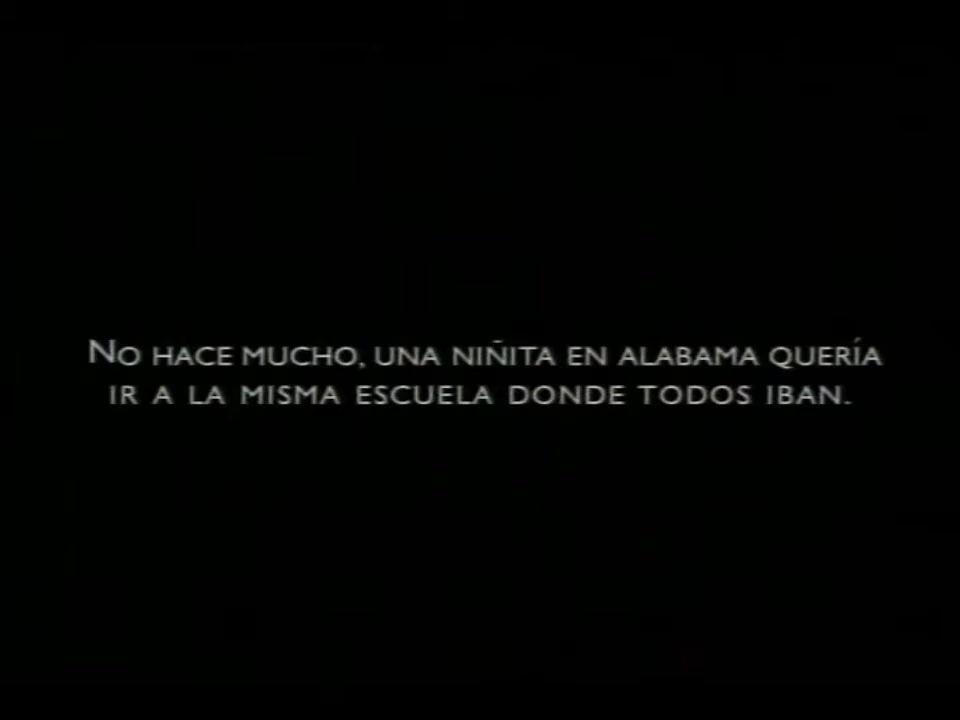 NO HACE MUCHO, UNA NIÑITA EN ALABAMA QUERÍA
IR A LA MISMA ESCUELA DONDE TODOS IBAN.